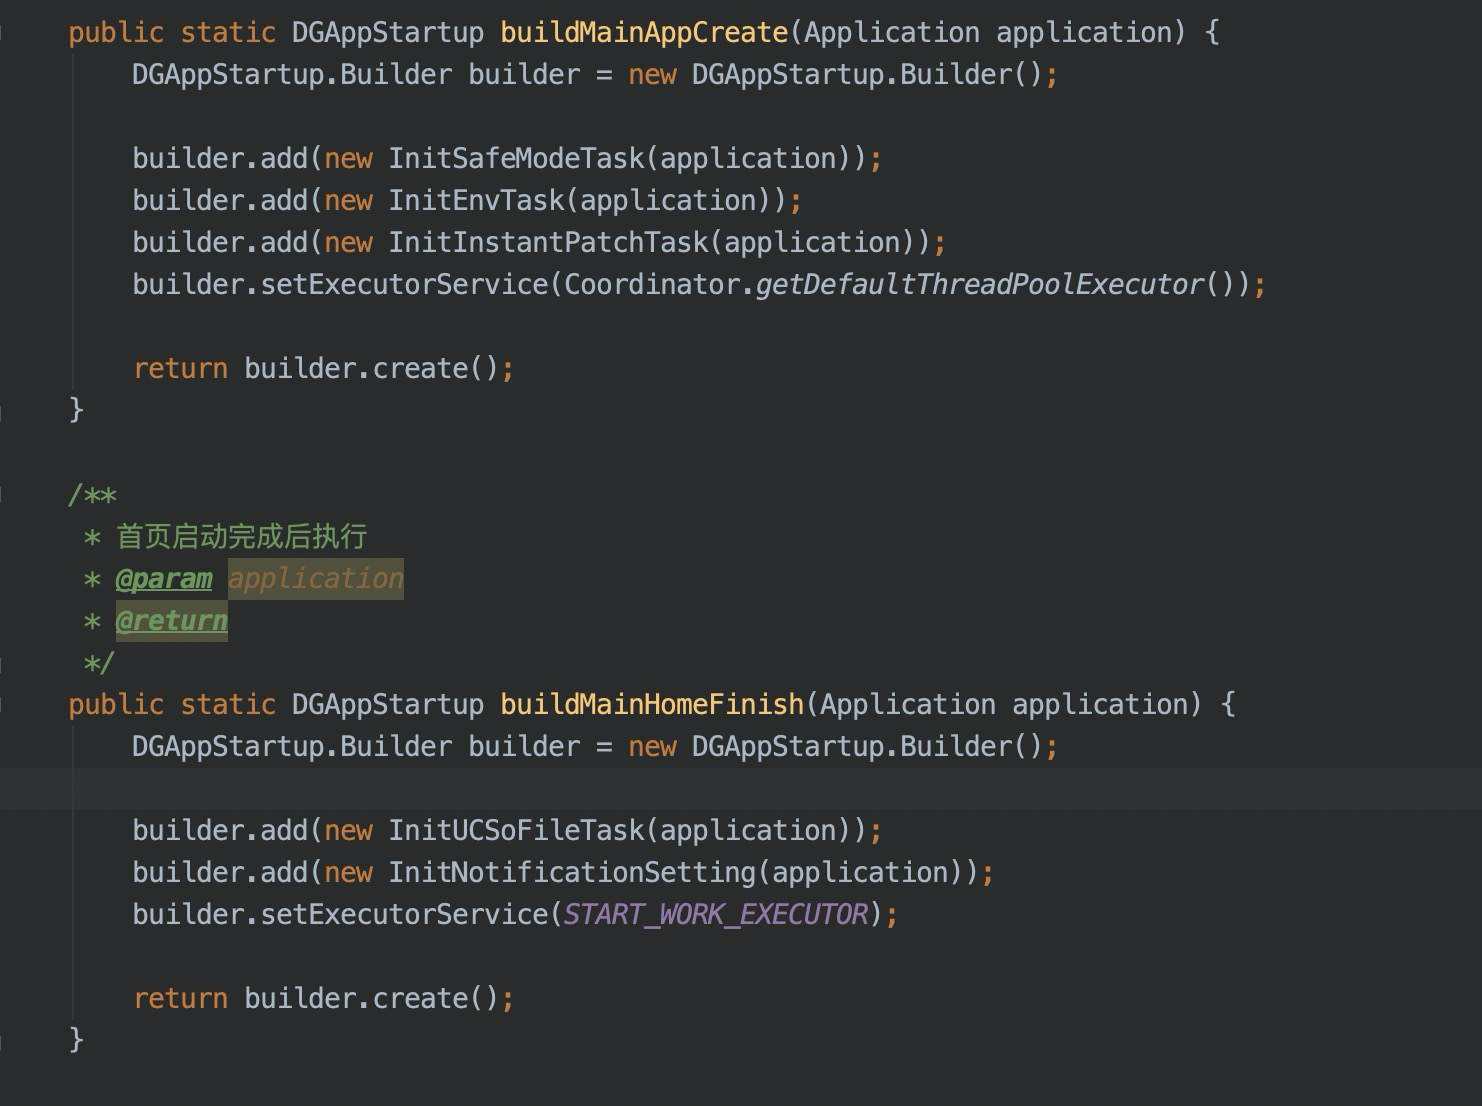 public static DGAppStartup buildMainAppCreate(Application application) {
DGAppStartup.Builder builder = new DGAppStartup.Builder();
builder.add(new InitSafeModeTask(application));
builder.add(new InitEnvTask(application));
builder.add(new InitInstantPatchTask(application));
builder.setExecutorService(Coordinator.getDefaultThreadPoolExecutor());
return builder.create();
}
/**
* 首页启动完成后执行
* @param application
* @return
*/
public static DGAppStartup buildMainHomeFinish(Application application) {
DGAppStartup.Builder builder = new DGAppStartup.Builder();
builder.add(new InitUCSoFileTask(application));
builder.add(new InitNotificationSetting(application));
builder.setExecutorService(START_WORK_EXECUTOR);
return builder.create();
}